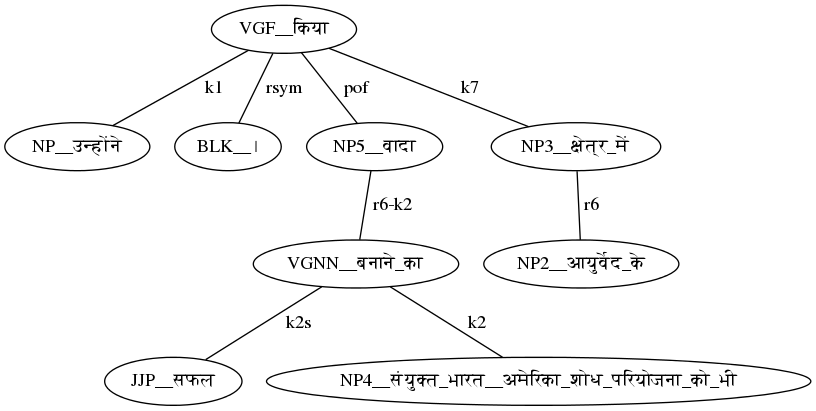 VGF__किया
k1 rsym pof k7
NP__उन्होंने BLK__। NP5__वादा NP3__क्षेत्र_में
r6-k2 r6
VGNN__बनाने_का NP2__आयुर्वेद_के
k2s k2
JJP__सफल NP4__संयुक्त_भारत__अमेरिका_शोध_परियोजना_को_भी